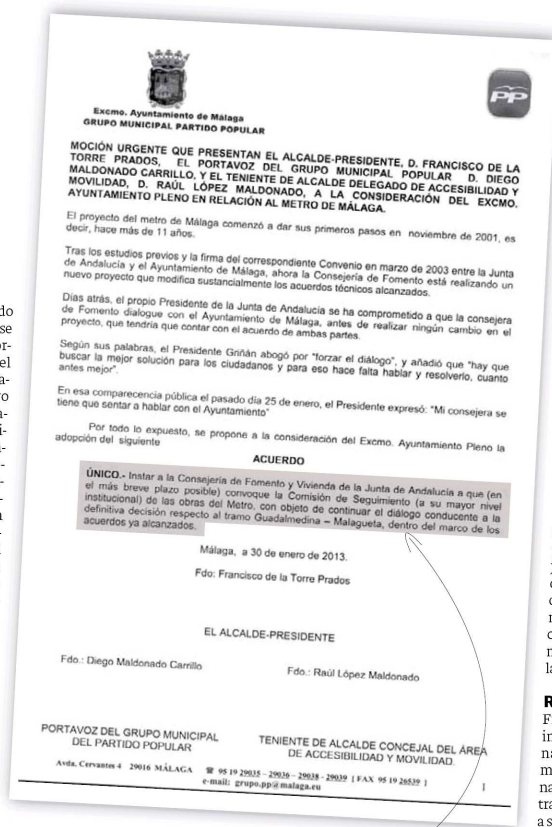 PP
Excmo. Ayuntamiento de Málaga
GRUPO MUNICIPAL PARTIDO POPULAR
MOCIÓN URGENTE QUE PRESENTAN EL ALCALDE-PRESIDENTE, D. FRANCISCO DE LA
TORRE PRADOS, EL PORTAVOZ DEL GRUPO MUNICIPAL POPULAR D. DIEGO
MALDONADO CARRILLO, Y EL TENIENTE DE ALCALDE DELEGADO DE ACCESIBILIDAD Y
MOVILIDAD, D. RAÚL LÓPEZ MALDONADO, A LA CONSIDERACIÓN DEL EXCMO.
AYUNTAMIENTO PLENO EN RELACIÓN AL METRO DE MÁLAGA.
El proyecto del metro de Málaga comenzó a dar sus primeros pasos en noviembre de 2001, es
decir, hace más de 11 años.
Tras los estudios previos y la firma del correspondiente Convenio en marzo de 2003 entre la Junta
de Andalucía y el Ayuntamiento de Málaga, ahora la Consejería de Fomento está realizando un
nuevo proyecto que modifica sustancialmente los acuerdos técnicos alcanzados.
Días atrás, el propio Presidente de la Junta de Andalucía se ha comprometido a que la consejera
de Fomento dialogue con el Ayuntamiento de Málaga, antes de realizar ningún cambio en el
proyecto, que tendría que contar con el acuerdo de ambas partes.
Según sus palabras, el Presidente Griñán abogó por "forzar el diálogo", y añadió que "hay que
buscar la mejor solución para los ciudadanos y para eso hace falta hablar y resolverlo, cuanto
antes mejor".
En esa comparecencia pública el pasado día 25 de enero, el Presidente expresó: "Mi consejera se
tiene que sentar a hablar con el Ayuntamiento"
Por todo lo expuesto, se propone a la consideración del Excmo. Ayuntamiento Pleno la
adopción del siguiente
ACUERDO
ÚNICO.- Instar a la Consejería de Fomento y Vivienda de la Junta de Andalucía a que (en
el más breve plazo posible) convoque la Comisión de Seguimiento (a su mayor nivel
institucional) de las obras del Metro, con objeto de continuar el diálogo conducente a la
definitiva decisión respecto al tramo Guadalmedina – Malagueta, dentro del marco de los
acuerdos ya alcanzados.
Málaga, a 30 de enero de 2013.
Fdo: Francisco de la Torre Prados
EL ALCALDE-PRESIDENTE
Fdo.: Diego Maldonado Carrillo
Fdo.: Raúl López Maldonado
PORTAVOZ DEL GRUPO MUNICIPAL
DEL PARTIDO POPULAR
TENIENTE DE ALCALDE CONCEJAL DEL ÁREA
DE ACCESIBILIDAD Y MOVILIDAD.
Avda. Cervantes 4 29016 MÁLAGA ☎ 95 19 29035 – 29036 – 29038 - 29039 [ FAX 95 19 26539 ]
e-mail: grupo.pp@malaga.eu
1